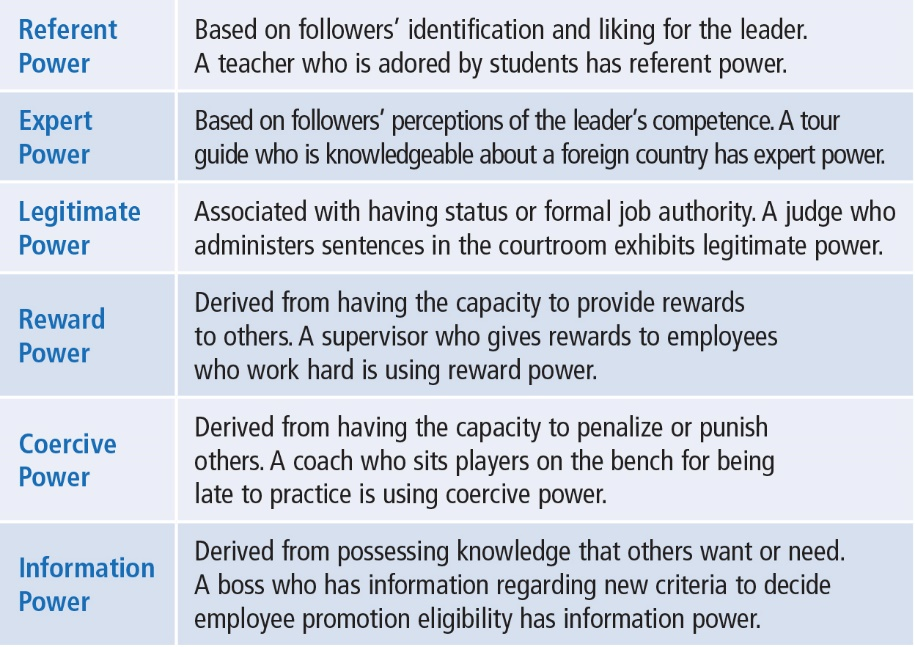 Referent
Power
Based on followers’ identification and liking for the leader.
A teacher who is adored by students has referent power.
Expert
Power
Based on followers’ perceptions of the leader’s competence. A tour
guide who is knowledgeable about a foreign country has expert power.
Legitimate
Power
Associated with having status or formal job authority. A judge who
administers sentences in the courtroom exhibits legitimate power.
Reward
Power
Derived from having the capacity to provide rewards
to others. A supervisor who gives rewards to employees
who work hard is using reward power.
Coercive
Power
Derived from having the capacity to penalize or punish
others. A coach who sits players on the bench for being
late to practice is using coercive power.
Information
Power
Derived from possessing knowledge that others want or need.
A boss who has information regarding new criteria to decide
employee promotion eligibility has information power.